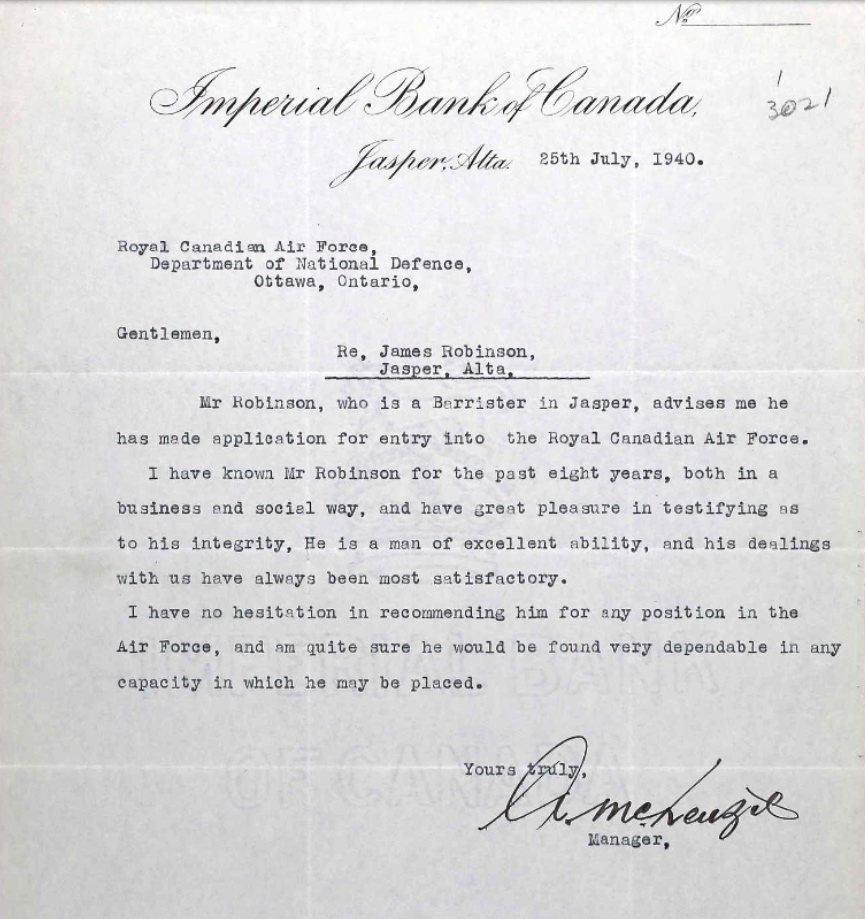 No.
Imperial Bank of Canada,
1
3021
Jasper, Alta. 25th July, 1940.
Royal Canadian Air Force,
Department of National Defence,
Ottawa, Ontario,
Gentlemen,
Re, James Robinson,
Jasper, Alta,
Mr Robinson, who is a Barrister in Jasper, advises me he
has made application for entry into the Royal Canadian Air Force.
I have known Mr Robinson for the past eight years, both in a
business and social way, and have great pleasure in testifying as
to his integrity, He is a man of excellent ability, and his dealings
with us have always been most satisfactory.
I have no hesitation in recommending him for any position in the
Air Force, and am quite sure he would be found very dependable in any
capacity in which he may be placed.
Yours truly,
A. McKenzie
Manager,